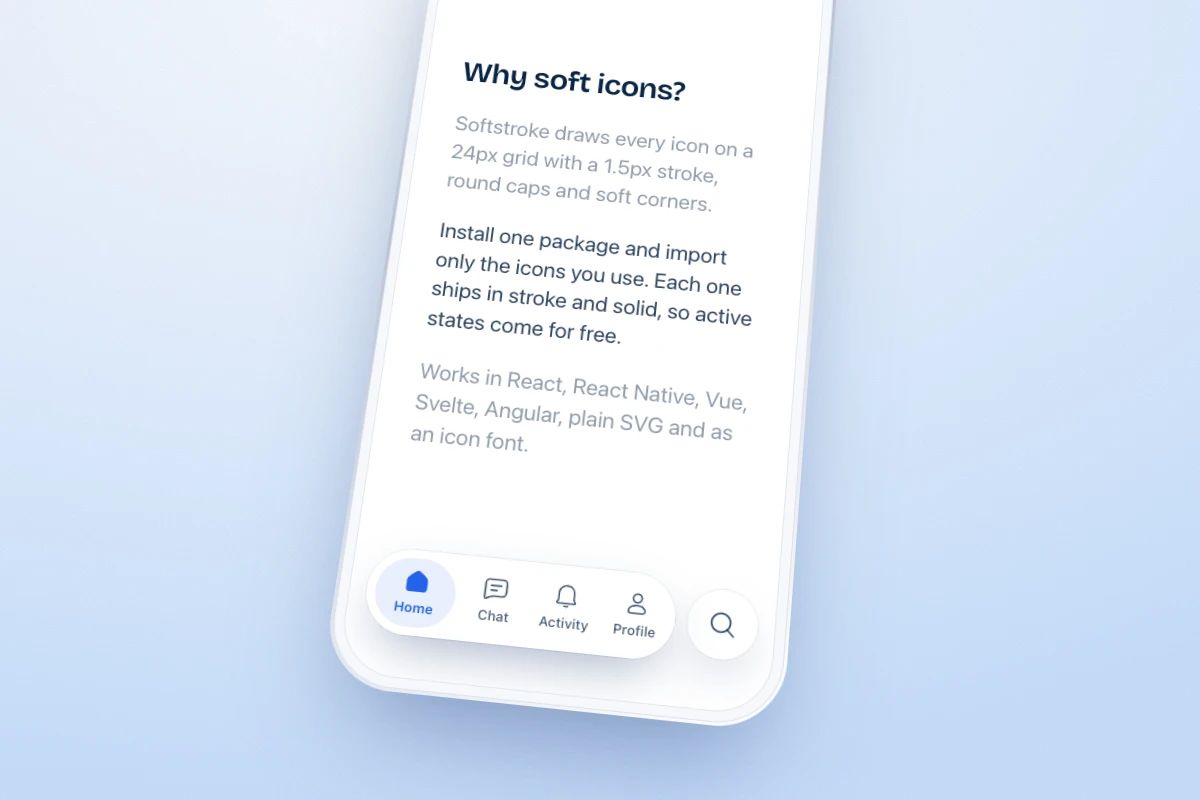 Why soft icons?
Softstroke draws every icon on a
24px grid with a 1.5px stroke,
round caps and soft corners.
Install one package and import
only the icons you use. Each one
ships in stroke and solid, so active
states come for free.
Works in React, React Native, Vue,
Svelte, Angular, plain SVG and as
an icon font.
Home
Chat
Activity
Profile